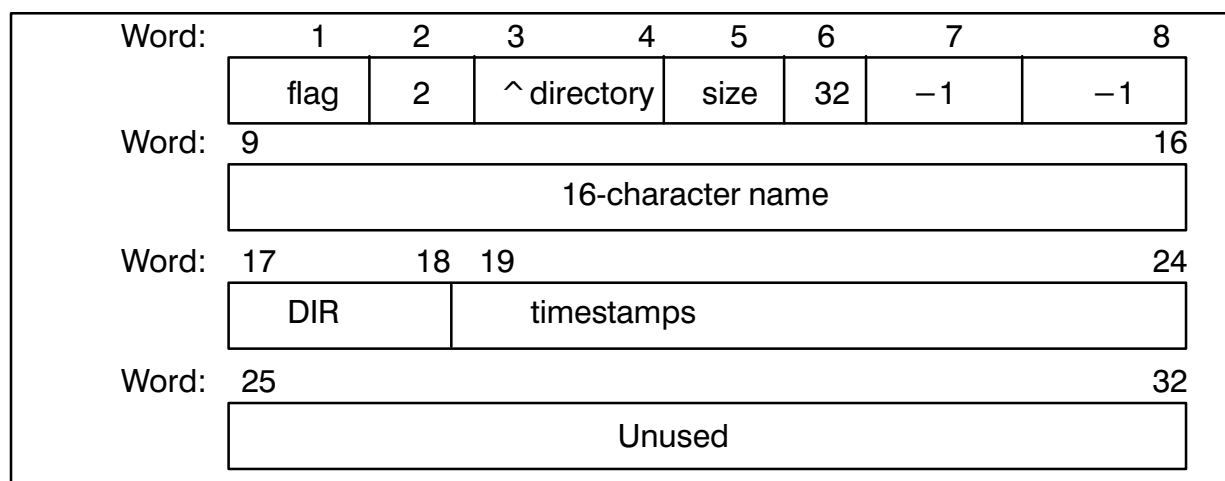 Word: 1 2 3 4 5 6 7 8
flag 2 ^directory size 32 −1 −1
Word: 9 16
16-character name
Word: 17 18 19 24
DIR timestamps
Word: 25 32
Unused